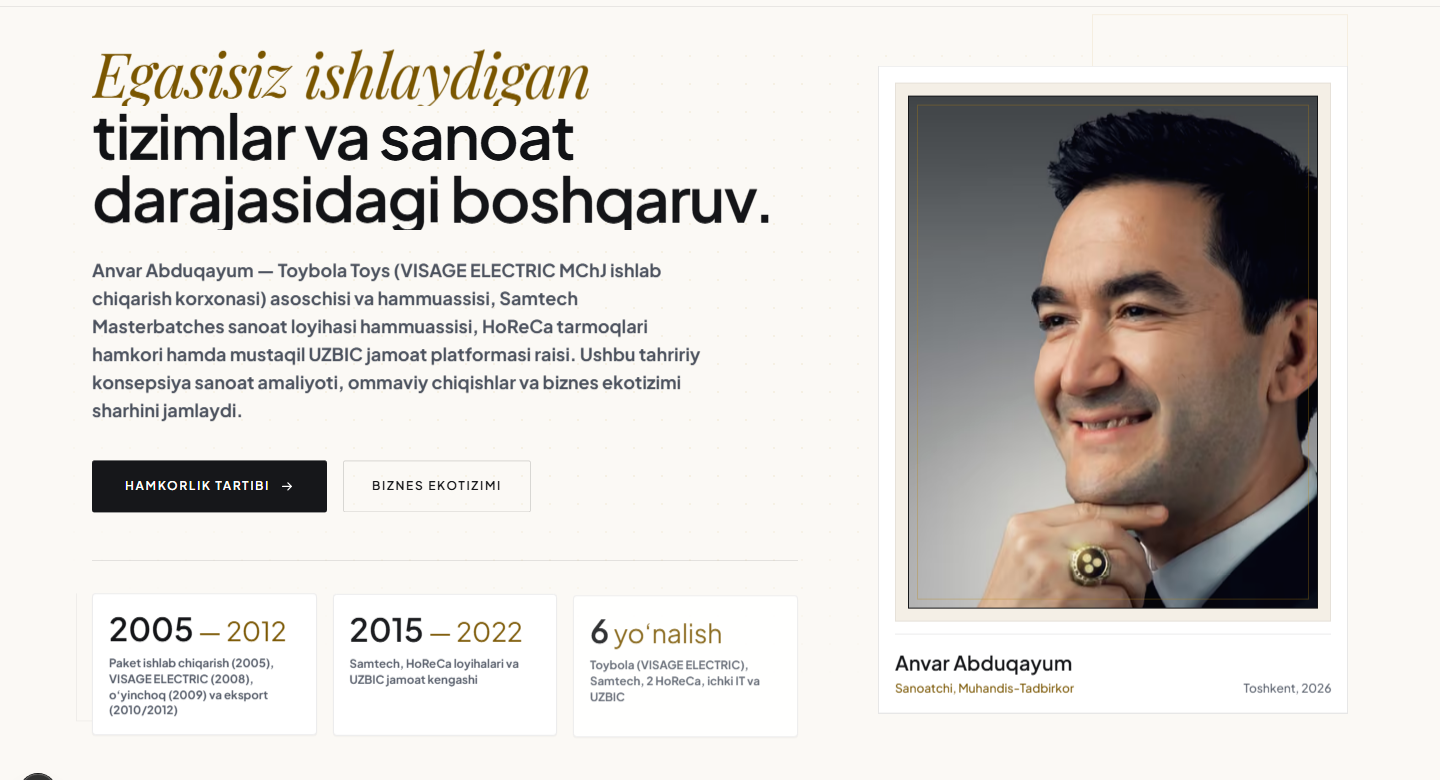 Egasisiz ishlaydigan
tizimlar va sanoat
darajasidagi boshqaruv.
Anvar Abduqayum — Toybola Toys (VISAGE ELECTRIC MChJ ishlab
chiqarish korxonasi) asoschisi va hammuassisi, Samtech
Masterbatches sanoat loyihasi hammuassisi, HoReCa tarmoqlari
hamkori hamda mustaqil UZBIC jamoat platformasi raisi. Ushbu tahririy
konsepsiya sanoat amaliyoti, ommaviy chiqishlar va biznes ekotizimi
sharhini jamlaydi.
HAMKORLIK TARTIBI →
BIZNES EKOTIZIMI
2005 — 2012
Paket ishlab chiqarish (2005),
VISAGE ELECTRIC (2008),
o‘yinchoq (2009) va eksport
(2010/2012)
2015 — 2022
Samtech, HoReCa loyihalari va
UZBIC jamoat kengashi
6 yo‘nalish
Toybola (VISAGE ELECTRIC),
Samtech, 2 HoReCa, ichki IT va
UZBIC
Anvar Abduqayum
Sanoatchi, Muhandis-Tadbirkor
Toshkent, 2026